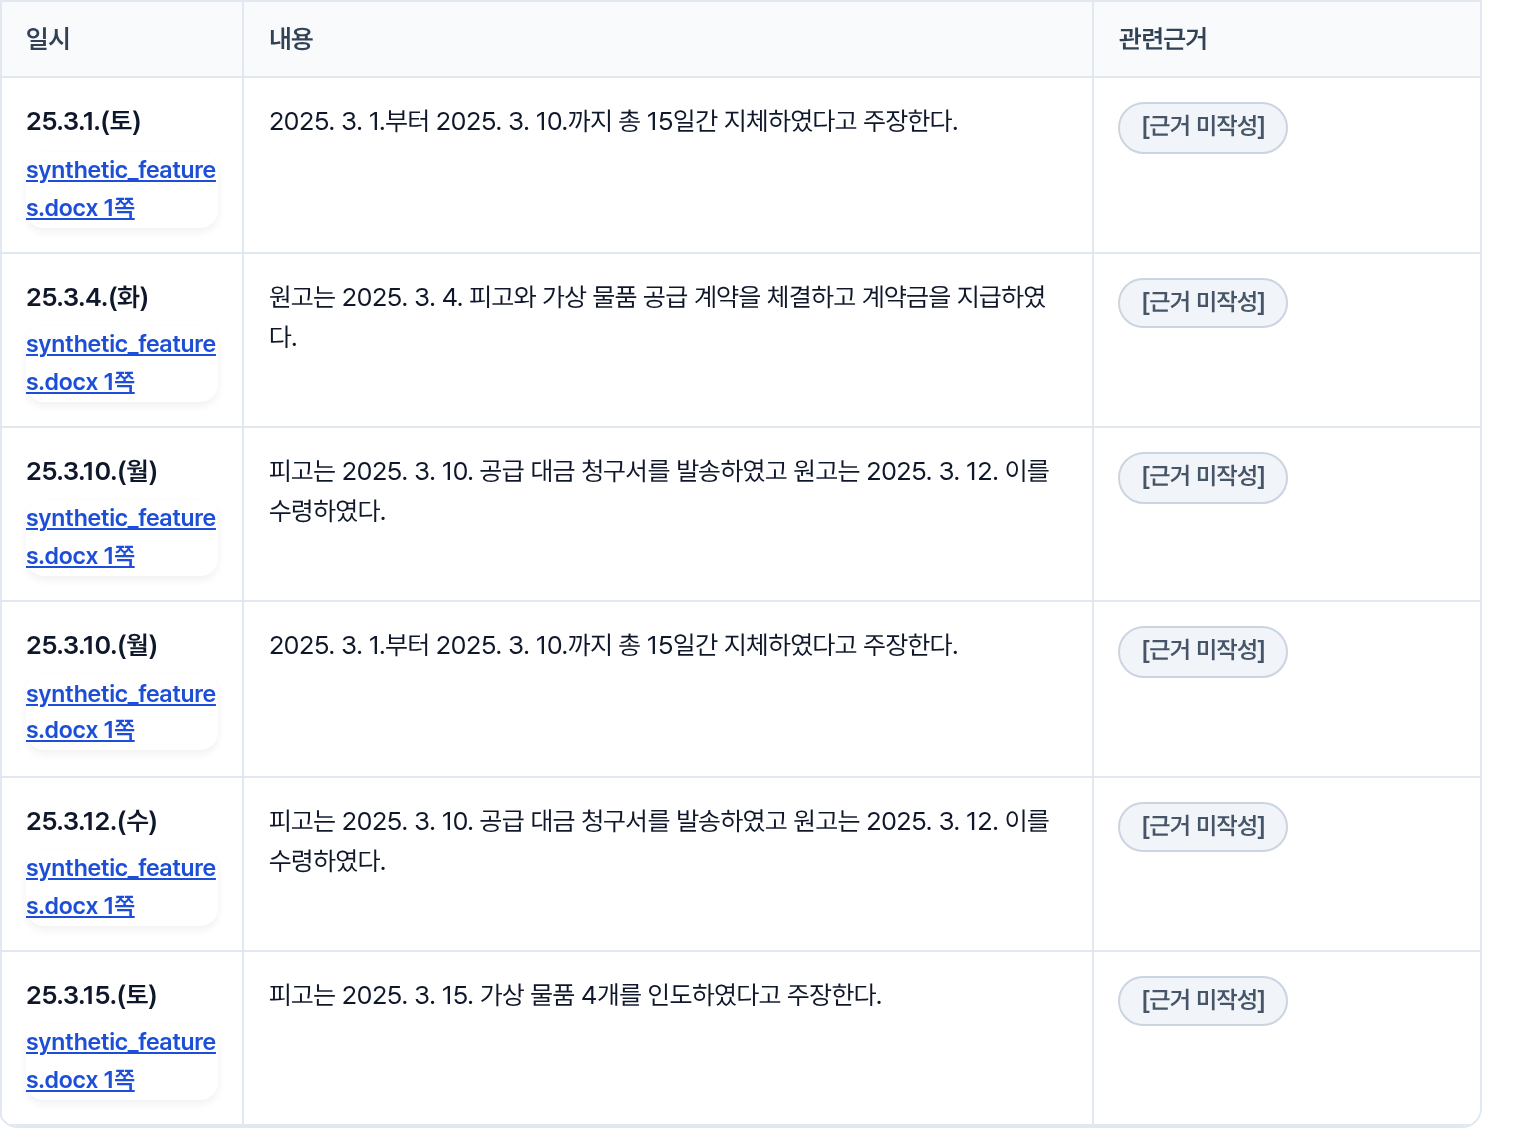 일시
내용
관련근거
25.3.1.(토)
synthetic_feature
s.docx 1쪽
2025. 3. 1.부터 2025. 3. 10.까지 총 15일간 지체하였다고 주장한다.
[근거 미작성]
25.3.4.(화)
synthetic_feature
s.docx 1쪽
원고는 2025. 3. 4. 피고와 가상 물품 공급 계약을 체결하고 계약금을 지급하였
다.
[근거 미작성]
25.3.10.(월)
synthetic_feature
s.docx 1쪽
피고는 2025. 3. 10. 공급 대금 청구서를 발송하였고 원고는 2025. 3. 12. 이를
수령하였다.
[근거 미작성]
25.3.10.(월)
synthetic_feature
s.docx 1쪽
2025. 3. 1.부터 2025. 3. 10.까지 총 15일간 지체하였다고 주장한다.
[근거 미작성]
25.3.12.(수)
synthetic_feature
s.docx 1쪽
피고는 2025. 3. 10. 공급 대금 청구서를 발송하였고 원고는 2025. 3. 12. 이를
수령하였다.
[근거 미작성]
25.3.15.(토)
synthetic_feature
s.docx 1쪽
피고는 2025. 3. 15. 가상 물품 4개를 인도하였다고 주장한다.
[근거 미작성]